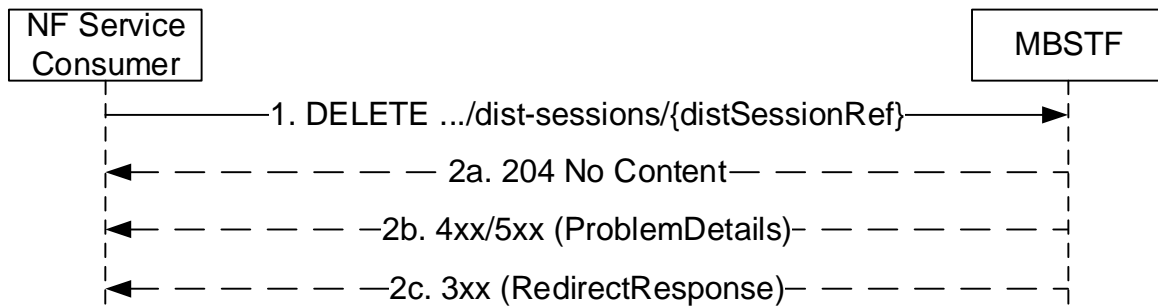 NF Service
Consumer
MBSTF
1. DELETE .../dist-sessions/{distSessionRef}
2a. 204 No Content
2b. 4xx/5xx (ProblemDetails)
2c. 3xx (RedirectResponse)